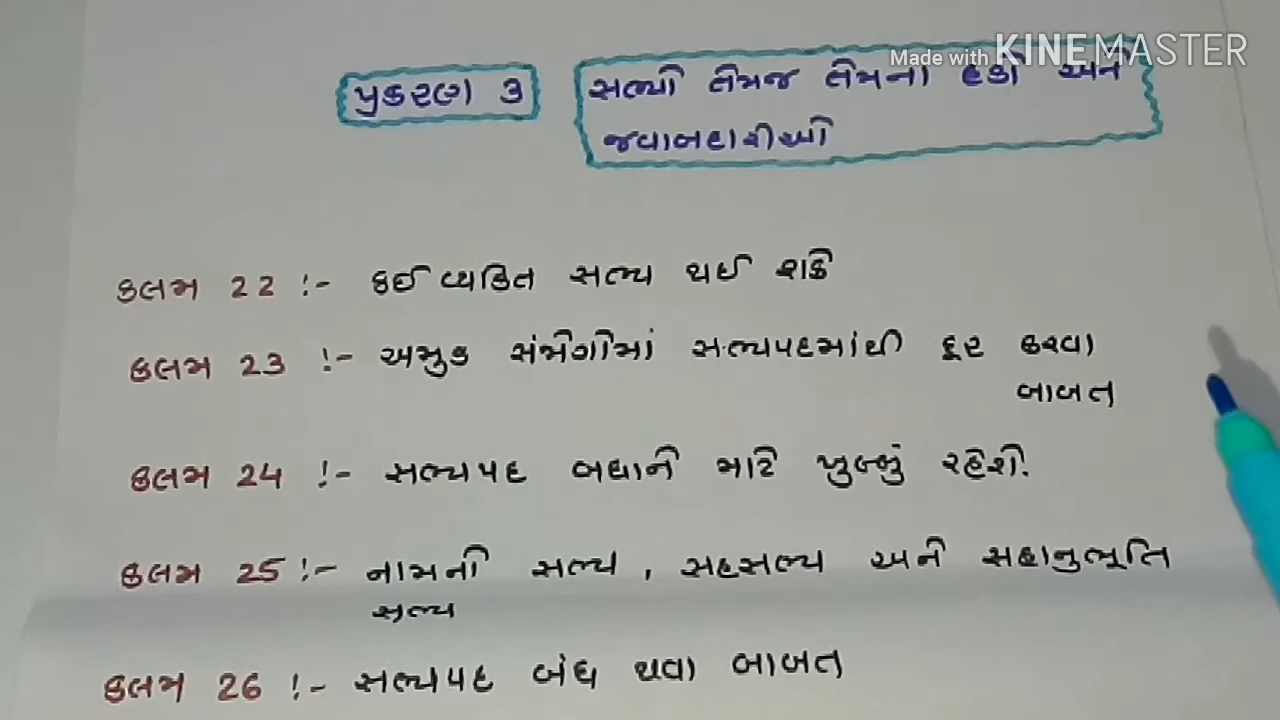 Made with KINEMASTER
પ્રકરણ 3
સભ્યો તેમજ તેમના હકો અને
જવાબદારીઓ
કલમ 22 :- કઈ વ્યકિત સભ્ય થઈ શકે
કલમ 23 :- અમુક સંજોગોમાં સભ્યપદમાંથી દૂર કરવા
બાબત
કલમ 24 :- સભ્યપદ બધાને માટે ખુલ્લું રહેશે.
કલમ 25 :- નામનો સભ્ય, સહસભ્ય અને સહાનુભૂતિ
સભ્ય
કલમ 26 :- સભ્યપદ બંધ થવા બાબત